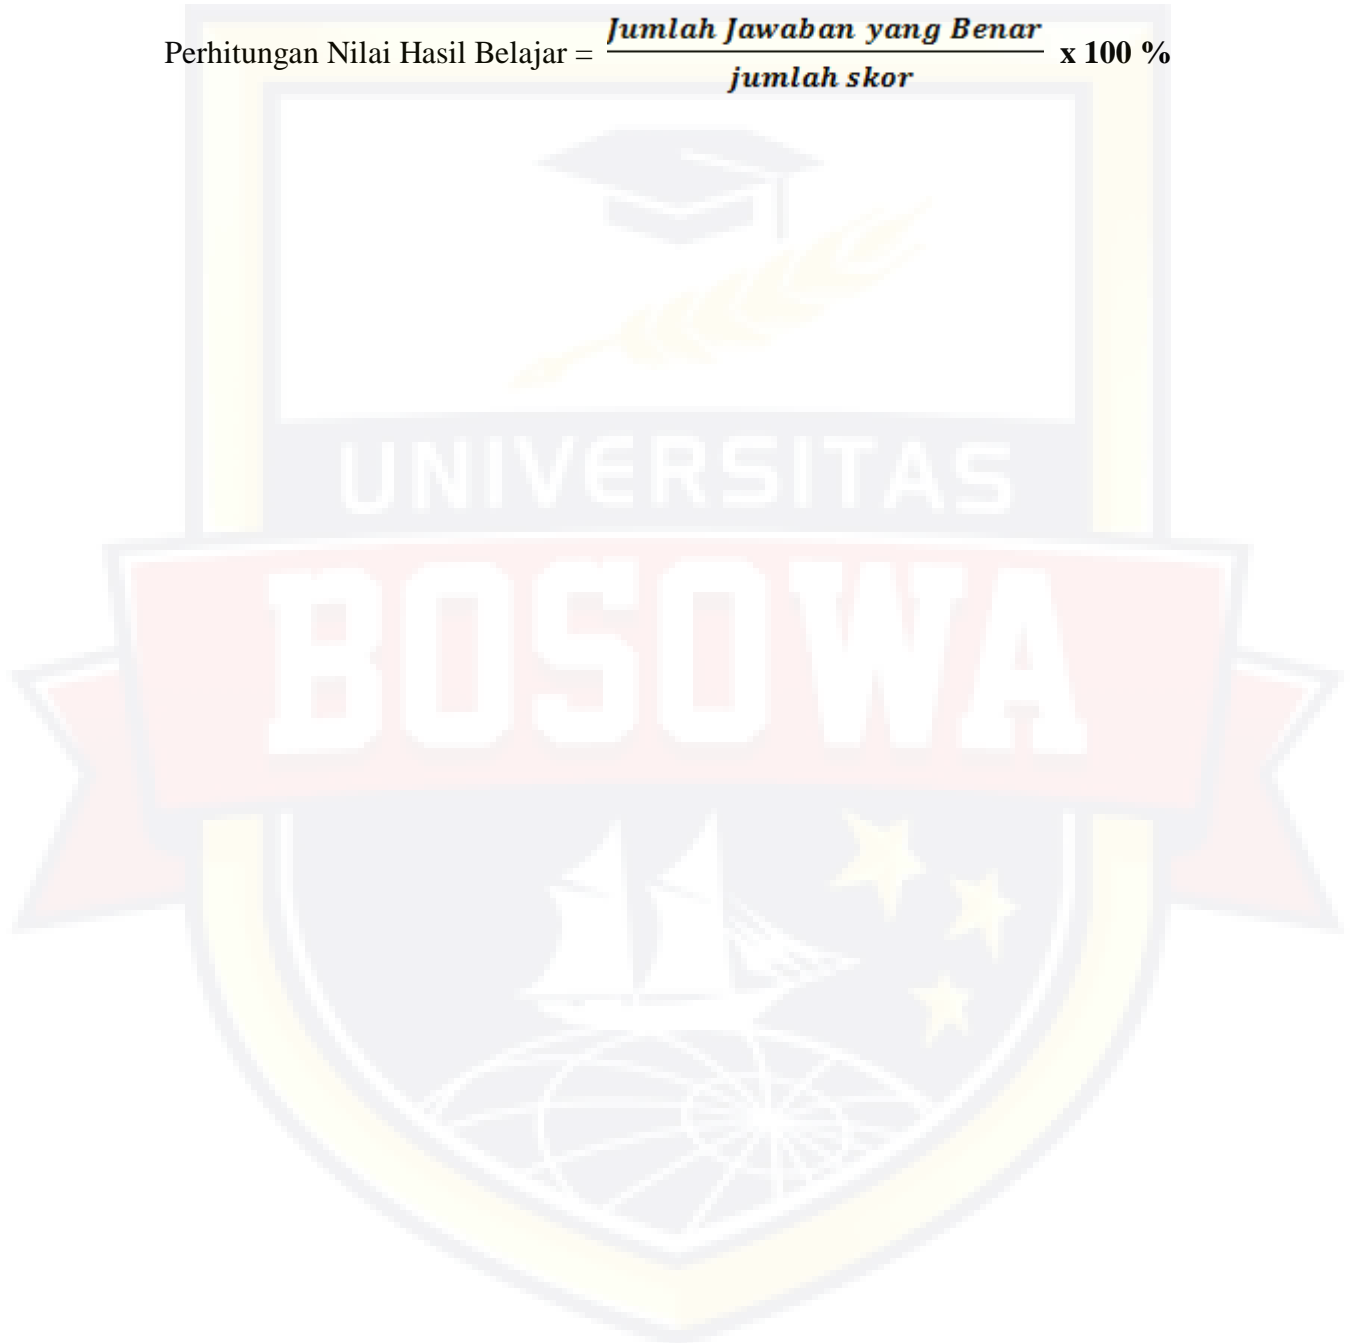 Perhitungan Nilai Hasil Belajar = Jumlah Jawaban yang Benar / jumlah skor x 100 %
UNIVERSITAS
BOSOWA